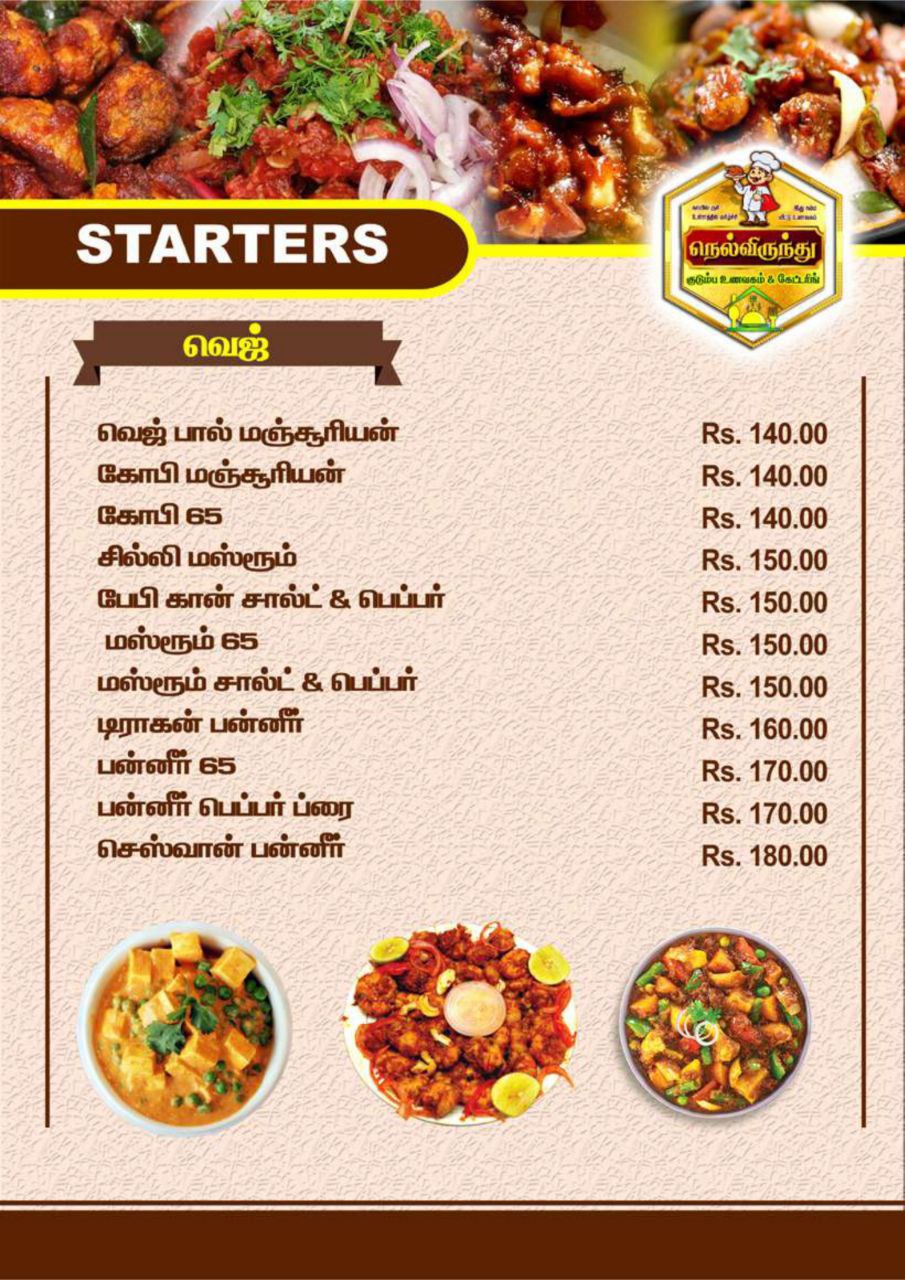 STARTERS
நெல்விருந்து
குடும்ப உணவகம் & கேட்டரிங்
வெஜ்
வெஜ் பால் மஞ்சூரியன் Rs. 140.00
கோபி மஞ்சூரியன் Rs. 140.00
கோபி 65 Rs. 140.00
சில்லி மஸ்ரூம் Rs. 150.00
பேபி கான் சால்ட் & பெப்பர் Rs. 150.00
மஸ்ரூம் 65 Rs. 150.00
மஸ்ரூம் சால்ட் & பெப்பர் Rs. 150.00
டிராகன் பன்னீர் Rs. 160.00
பன்னீர் 65 Rs. 170.00
பன்னீர் பெப்பர் ப்ரை Rs. 170.00
செஸ்வான் பன்னீர் Rs. 180.00